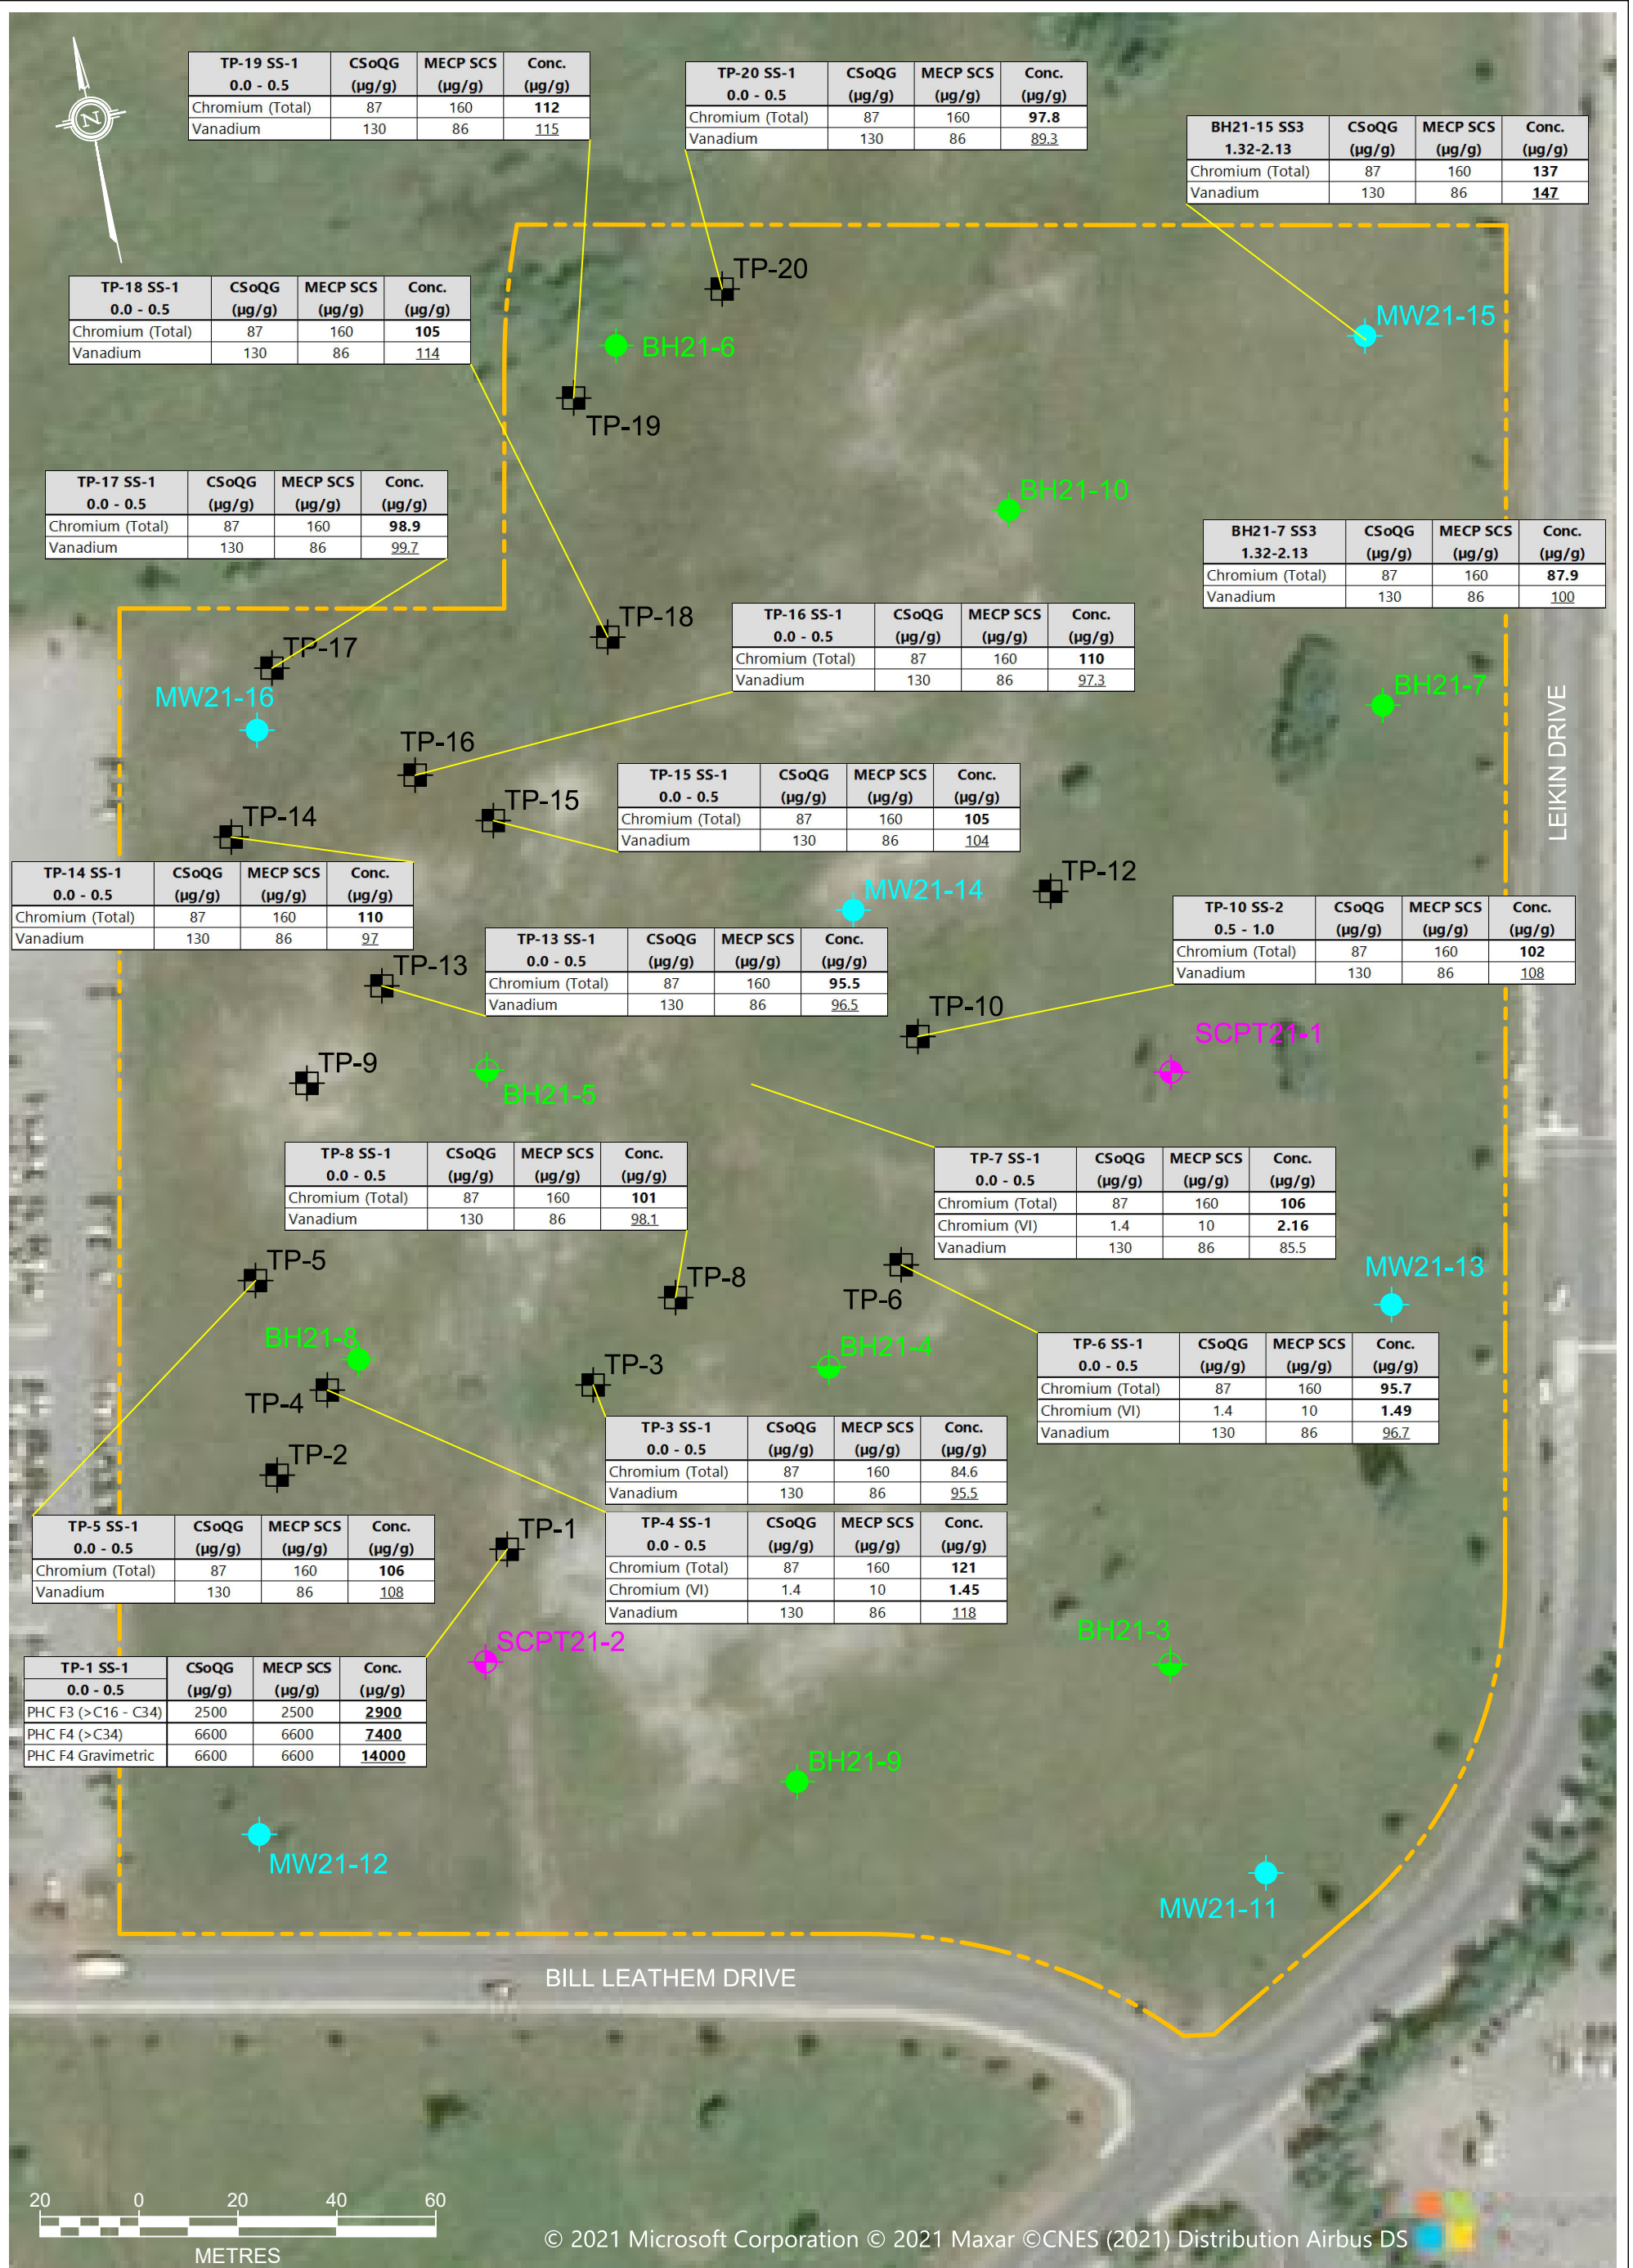 N
TP-19 SS-1 CSoQG MECP SCS Conc.
0.0 - 0.5 (µg/g) (µg/g) (µg/g)
Chromium (Total) 87 160 112
Vanadium 130 86 115
TP-20 SS-1 CSoQG MECP SCS Conc.
0.0 - 0.5 (µg/g) (µg/g) (µg/g)
Chromium (Total) 87 160 97.8
Vanadium 130 86 89.3
BH21-15 SS3 CSoQG MECP SCS Conc.
1.32-2.13 (µg/g) (µg/g) (µg/g)
Chromium (Total) 87 160 137
Vanadium 130 86 147
TP-20
TP-18 SS-1 CSoQG MECP SCS Conc.
0.0 - 0.5 (µg/g) (µg/g) (µg/g)
Chromium (Total) 87 160 105
Vanadium 130 86 114
MW21-15
BH21-6
TP-19
TP-17 SS-1 CSoQG MECP SCS Conc.
0.0 - 0.5 (µg/g) (µg/g) (µg/g)
Chromium (Total) 87 160 98.9
Vanadium 130 86 99.7
BH21-10
BH21-7 SS3 CSoQG MECP SCS Conc.
1.32-2.13 (µg/g) (µg/g) (µg/g)
Chromium (Total) 87 160 87.9
Vanadium 130 86 100
TP-18
TP-16 SS-1 CSoQG MECP SCS Conc.
0.0 - 0.5 (µg/g) (µg/g) (µg/g)
Chromium (Total) 87 160 110
Vanadium 130 86 97.3
TP-17
MW21-16
BH21-7
LEIKIN DRIVE
TP-16
TP-15 SS-1 CSoQG MECP SCS Conc.
0.0 - 0.5 (µg/g) (µg/g) (µg/g)
Chromium (Total) 87 160 105
Vanadium 130 86 104
TP-15
TP-14
TP-14 SS-1 CSoQG MECP SCS Conc.
0.0 - 0.5 (µg/g) (µg/g) (µg/g)
Chromium (Total) 87 160 110
Vanadium 130 86 97
TP-12
MW21-14
TP-10 SS-2 CSoQG MECP SCS Conc.
0.5 - 1.0 (µg/g) (µg/g) (µg/g)
Chromium (Total) 87 160 102
Vanadium 130 86 108
TP-13 SS-1 CSoQG MECP SCS Conc.
0.0 - 0.5 (µg/g) (µg/g) (µg/g)
Chromium (Total) 87 160 95.5
Vanadium 130 86 96.5
TP-13
TP-10
SCPT21-1
TP-9
BH21-5
TP-8 SS-1 CSoQG MECP SCS Conc.
0.0 - 0.5 (µg/g) (µg/g) (µg/g)
Chromium (Total) 87 160 101
Vanadium 130 86 98.1
TP-7 SS-1 CSoQG MECP SCS Conc.
0.0 - 0.5 (µg/g) (µg/g) (µg/g)
Chromium (Total) 87 160 106
Chromium (VI) 1.4 10 2.16
Vanadium 130 86 85.5
TP-5
TP-8
TP-6
MW21-13
BH21-8
TP-3
BH21-4
TP-6 SS-1 CSoQG MECP SCS Conc.
0.0 - 0.5 (µg/g) (µg/g) (µg/g)
Chromium (Total) 87 160 95.7
Chromium (VI) 1.4 10 1.49
Vanadium 130 86 96.7
TP-4
TP-3 SS-1 CSoQG MECP SCS Conc.
0.0 - 0.5 (µg/g) (µg/g) (µg/g)
Chromium (Total) 87 160 84.6
Vanadium 130 86 95.5
TP-2
TP-4 SS-1 CSoQG MECP SCS Conc.
0.0 - 0.5 (µg/g) (µg/g) (µg/g)
Chromium (Total) 87 160 121
Chromium (VI) 1.4 10 1.45
Vanadium 130 86 118
TP-5 SS-1 CSoQG MECP SCS Conc.
0.0 - 0.5 (µg/g) (µg/g) (µg/g)
Chromium (Total) 87 160 106
Vanadium 130 86 108
TP-1
SCPT21-2
BH21-3
TP-1 SS-1 CSoQG MECP SCS Conc.
0.0 - 0.5 (µg/g) (µg/g) (µg/g)
PHC F3 (>C16 - C34) 2500 2500 2900
PHC F4 (>C34) 6600 6600 7400
PHC F4 Gravimetric 6600 6600 14000
BH21-9
MW21-12
MW21-11
BILL LEATHEM DRIVE
20 0 20 40 60
METRES
© 2021 Microsoft Corporation © 2021 Maxar ©CNES (2021) Distribution Airbus DS